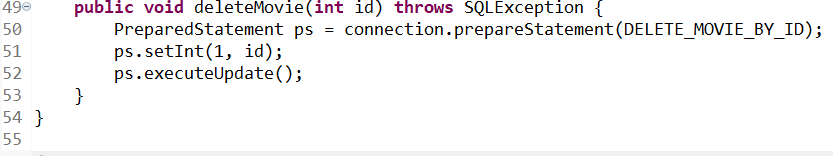 49    public void deleteMovie(int id) throws SQLException {
50        PreparedStatement ps = connection.prepareStatement(DELETE_MOVIE_BY_ID);
51        ps.setInt(1, id);
52        ps.executeUpdate();
53    }
54 }
55